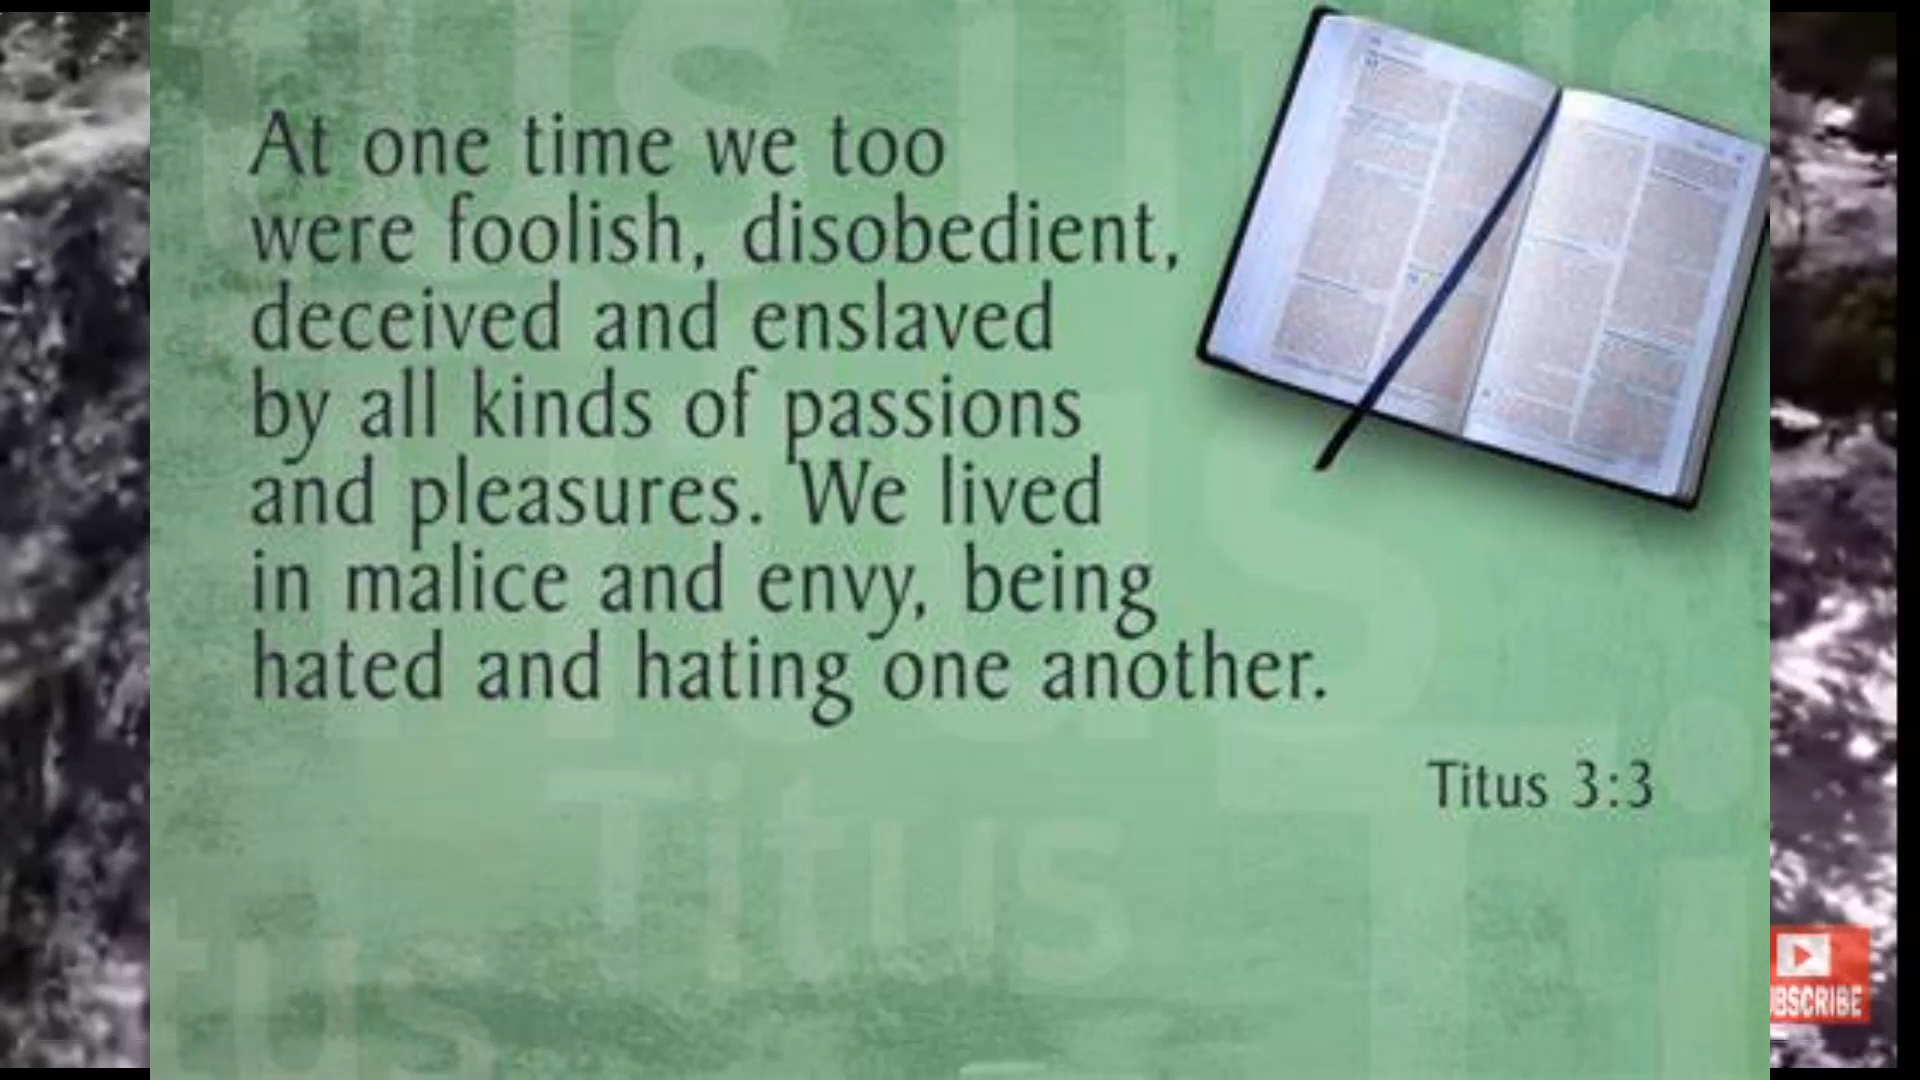 At one time we too
were foolish, disobedient,
deceived and enslaved
by all kinds of passions
and pleasures. We lived
in malice and envy, being
hated and hating one another.
Titus 3:3
Titus
BSCRIBE